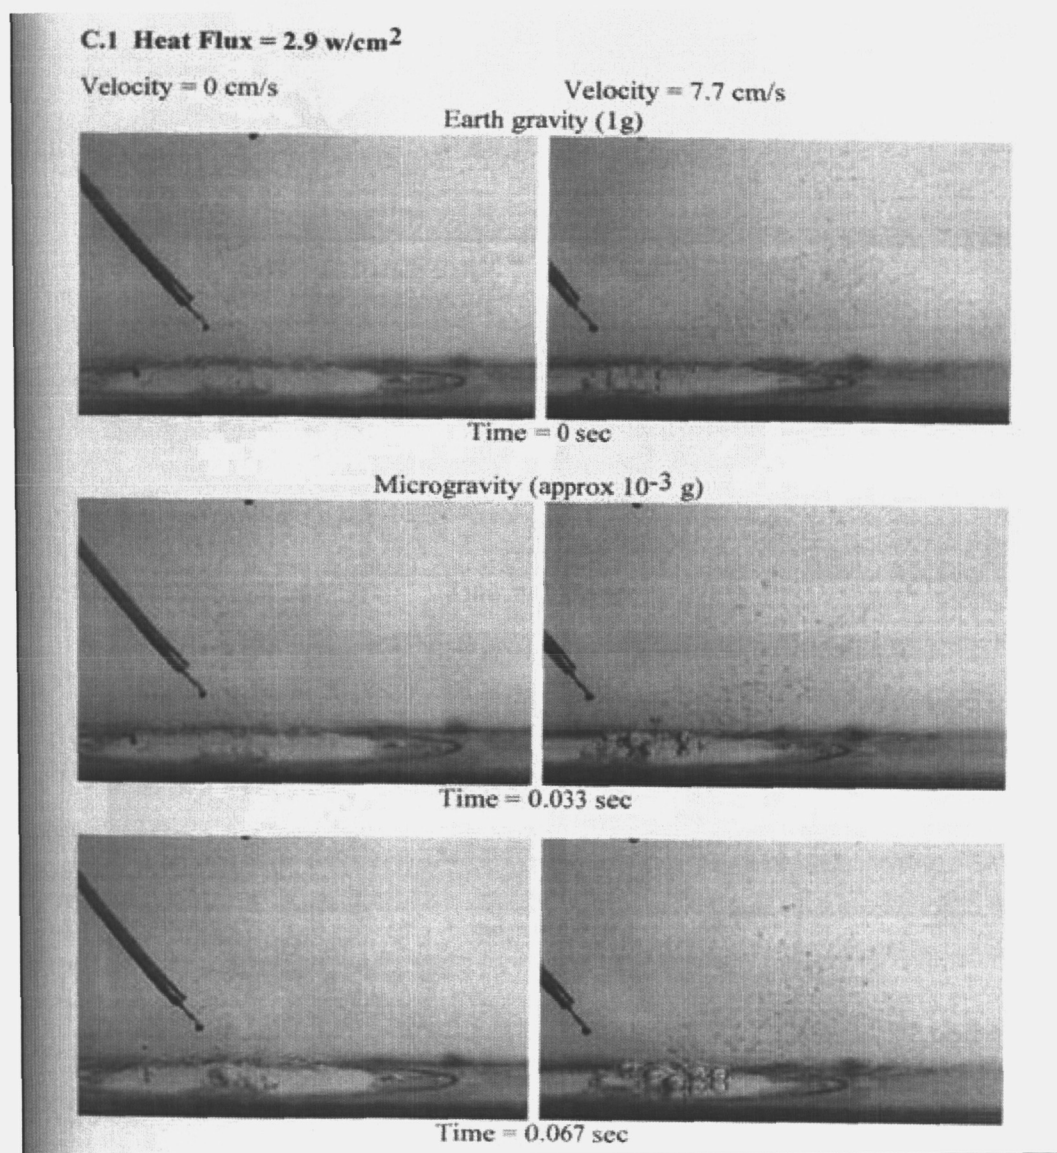 C.1 Heat Flux = 2.9 w/cm²
Velocity = 0 cm/s
Velocity = 7.7 cm/s
Earth gravity (1g)
Time = 0 sec
Microgravity (approx 10⁻³ g)
Time = 0.033 sec
Time = 0.067 sec